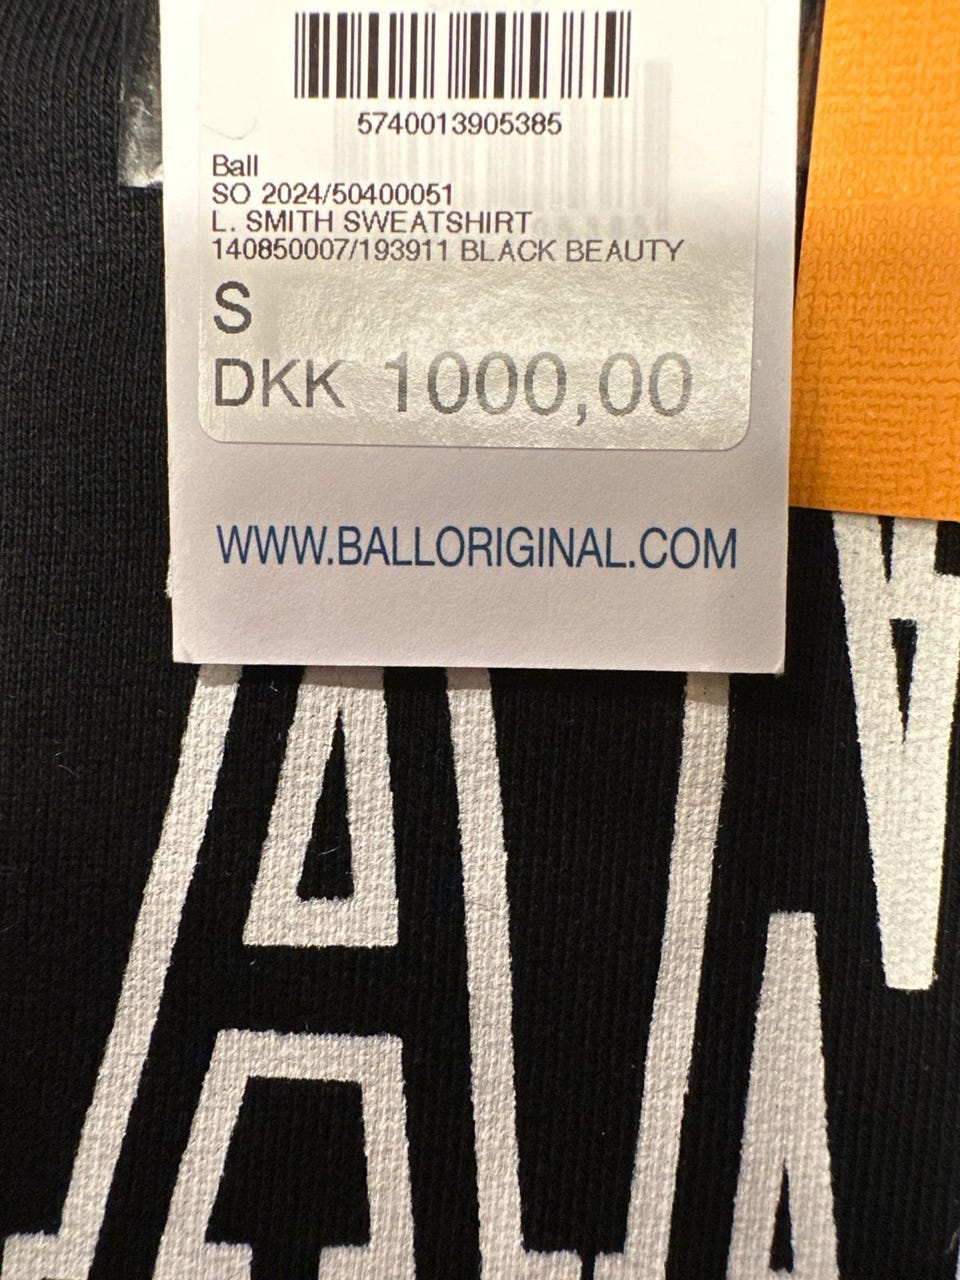 5740013905385
Ball
SO 2024/50400051
L. SMITH SWEATSHIRT
140850007/193911 BLACK BEAUTY
S
DKK 1000,00
WWW.BALLORIGINAL.COM